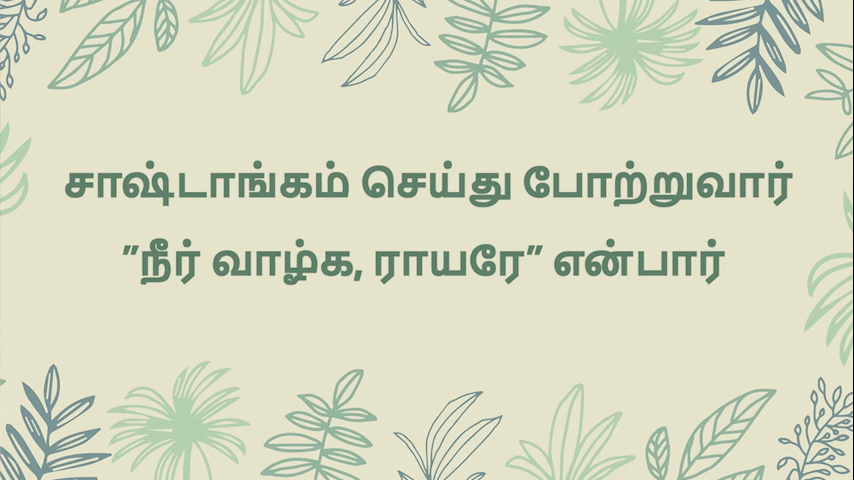 சாஷ்டாங்கம் செய்து போற்றுவார்
”நீர் வாழ்க, ராயரே” என்பார்